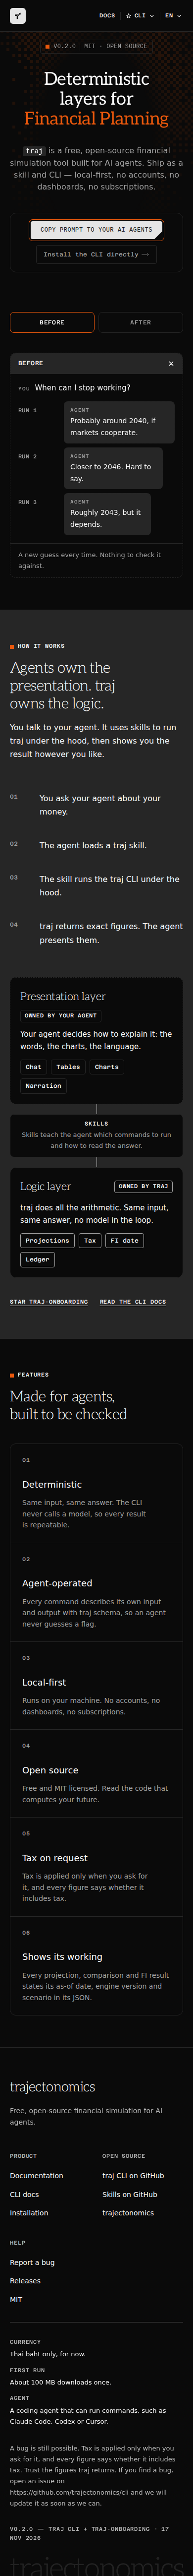 DOCS
☆ CLI
EN
V0.2.0 | MIT · OPEN SOURCE
Deterministic
layers for
Financial Planning
traj is a free, open-source financial
simulation tool built for AI agents. Ship as a
skill and CLI — local-first, no accounts, no
dashboards, no subscriptions.
COPY PROMPT TO YOUR AI AGENTS
Install the CLI directly
BEFORE
AFTER
BEFORE
YOU When can I stop working?
RUN 1
AGENT
Probably around 2040, if
markets cooperate.
RUN 2
AGENT
Closer to 2046. Hard to
say.
RUN 3
AGENT
Roughly 2043, but it
depends.
A new guess every time. Nothing to check it
against.
HOW IT WORKS
Agents own the
presentation. traj
owns the logic.
You talk to your agent. It uses skills to run
traj under the hood, then shows you the
result however you like.
01
You ask your agent about your
money.
02
The agent loads a traj skill.
03
The skill runs the traj CLI under the
hood.
04
traj returns exact figures. The agent
presents them.
Presentation layer
OWNED BY YOUR AGENT
Your agent decides how to explain it: the
words, the charts, the language.
Chat
Tables
Charts
Narration
SKILLS
Skills teach the agent which commands to run
and how to read the answer.
Logic layer
OWNED BY TRAJ
traj does all the arithmetic. Same input,
same answer, no model in the loop.
Projections
Tax
FI date
Ledger
STAR TRAJ-ONBOARDING
READ THE CLI DOCS
FEATURES
Made for agents,
built to be checked
01
Deterministic
Same input, same answer. The CLI
never calls a model, so every result
is repeatable.
02
Agent-operated
Every command describes its own input
and output with traj schema, so an agent
never guesses a flag.
03
Local-first
Runs on your machine. No accounts, no
dashboards, no subscriptions.
04
Open source
Free and MIT licensed. Read the code that
computes your future.
05
Tax on request
Tax is applied only when you ask for
it, and every figure says whether it
includes tax.
06
Shows its working
Every projection, comparison and FI result
states its as-of date, engine version and
scenario in its JSON.
trajectonomics
Free, open-source financial simulation for AI
agents.
PRODUCT
OPEN SOURCE
Documentation
traj CLI on GitHub
CLI docs
Skills on GitHub
Installation
trajectonomics
HELP
Report a bug
Releases
MIT
CURRENCY
Thai baht only, for now.
FIRST RUN
About 100 MB downloads once.
AGENT
A coding agent that can run commands, such as
Claude Code, Codex or Cursor.
A bug is still possible. Tax is applied only when you
ask for it, and every figure says whether it includes
tax. Trust the figures traj returns. If you find a bug,
open an issue on
https://github.com/trajectonomics/cli and we will
update it as soon as we can.
V0.2.0 — TRAJ CLI + TRAJ-ONBOARDING · 17
NOV 2026
trajectonomics